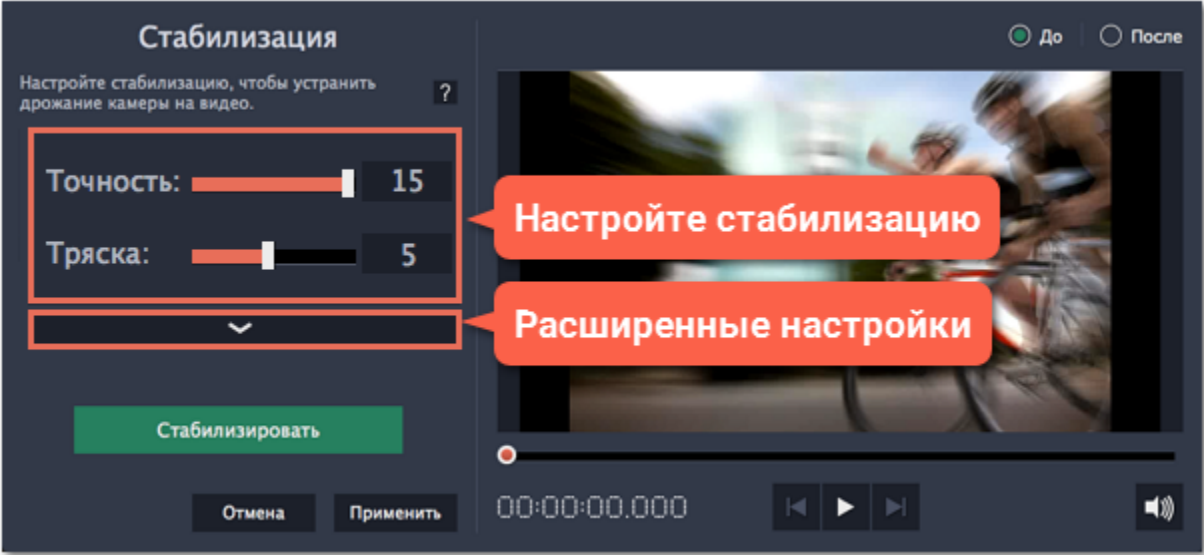 Стабилизация
Настройте стабилизацию, чтобы устранить
дрожание камеры на видео.
?
Точность: 15
Тряска: 5
Стабилизировать
Отмена
Применить
До
После
Настройте стабилизацию
Расширенные настройки
00:00:00.000